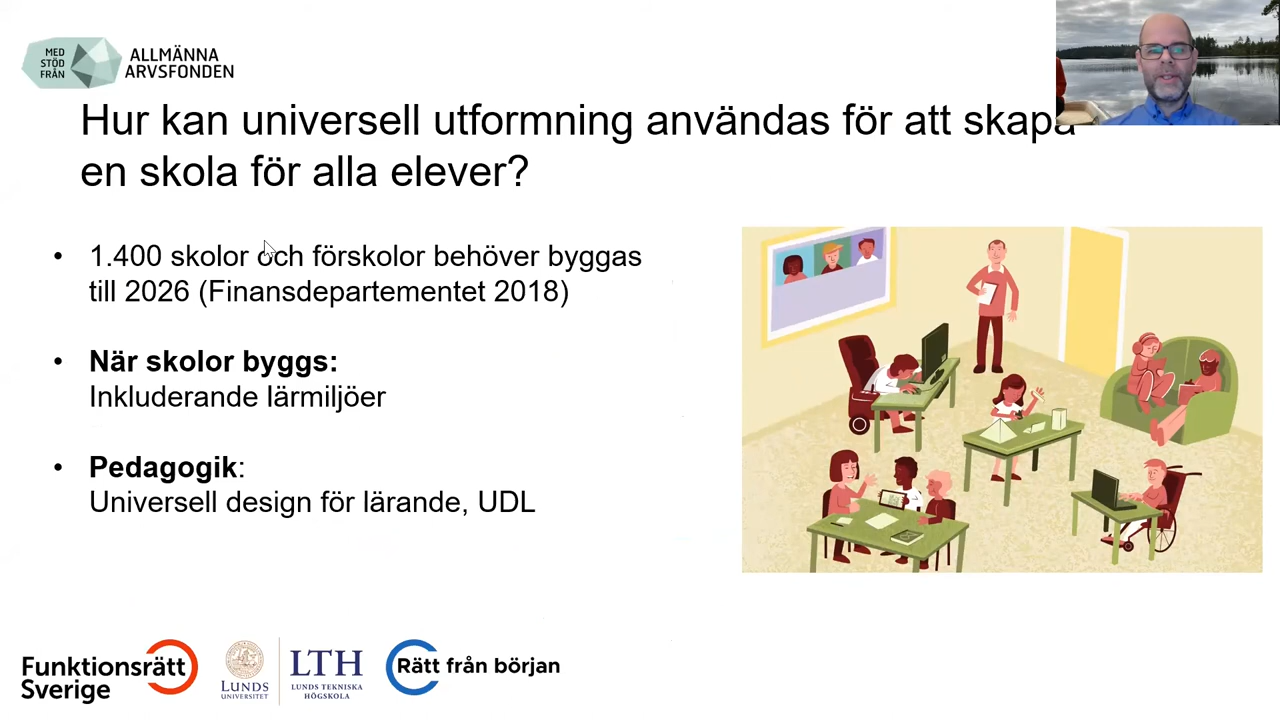 MED
STÖD
FRÅN
ALLMÄNNA
ARVSFONDEN
Hur kan universell utformning användas för att skapa
en skola för alla elever?
• 1.400 skolor och förskolor behöver byggas
till 2026 (Finansdepartementet 2018)
• När skolor byggs:
Inkluderande lärmiljöer
• Pedagogik:
Universell design för lärande, UDL
Funktionsrätt
Sverige
LUNDS
UNIVERSITET
LTH
LUNDS TEKNISKA
HÖGSKOLA
Rätt från början